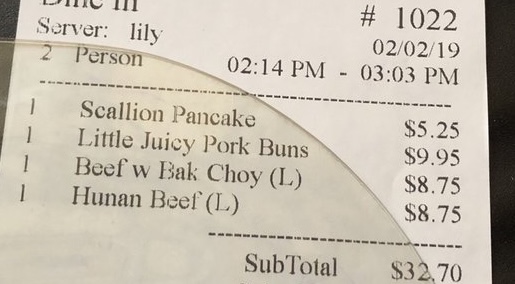 Dine In
# 1022
Server: lily
02/02/19
2 Person
02:14 PM - 03:03 PM
1 Scallion Pancake $5.25
1 Little Juicy Pork Buns $9.95
1 Beef w Bak Choy (L) $8.75
1 Hunan Beef (L) $8.75
SubTotal $32.70